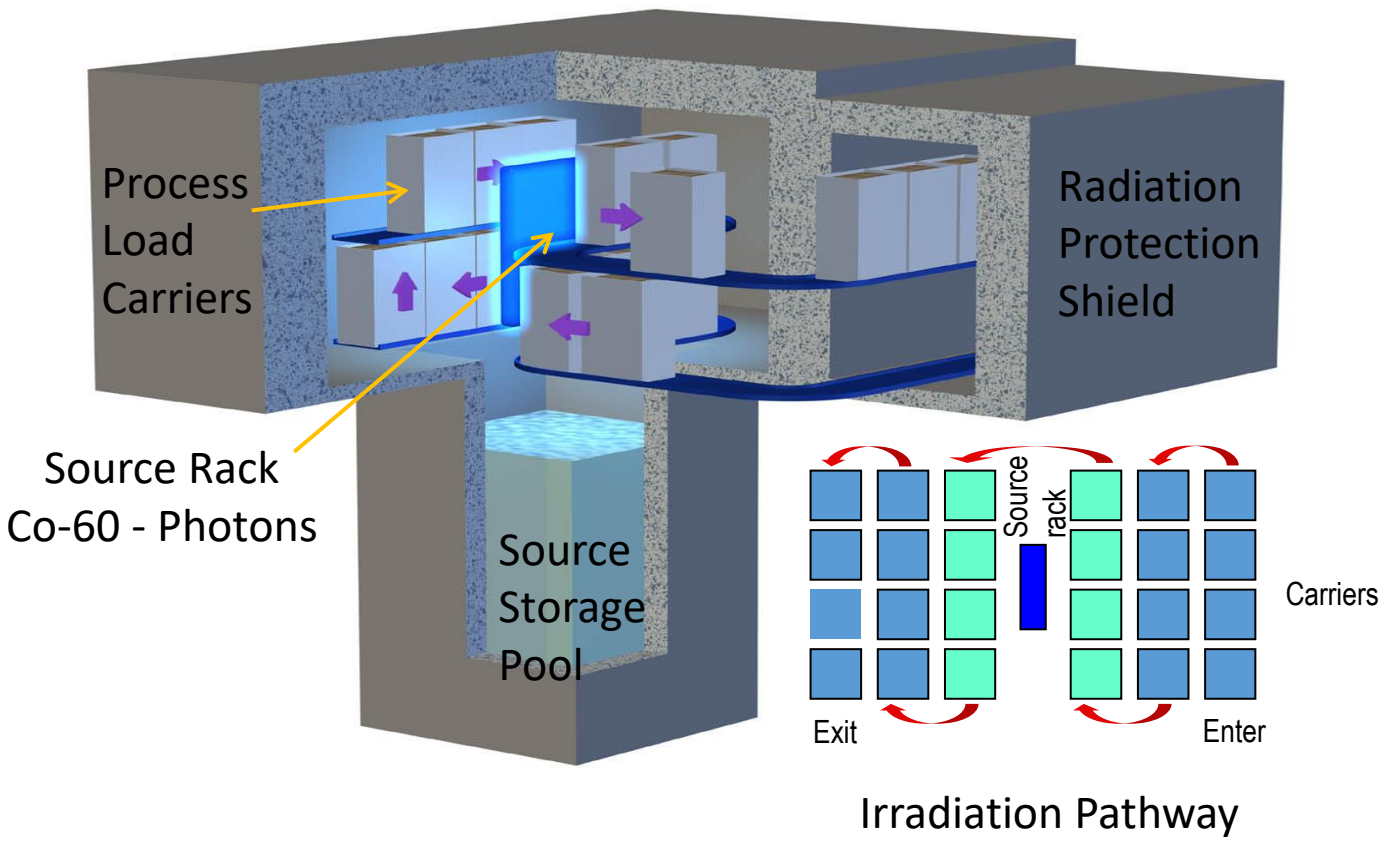 Process
Load
Carriers
Radiation
Protection
Shield
Source Rack
Co-60 - Photons
Source
Storage
Pool
Source
rack
Carriers
Exit
Enter
Irradiation Pathway